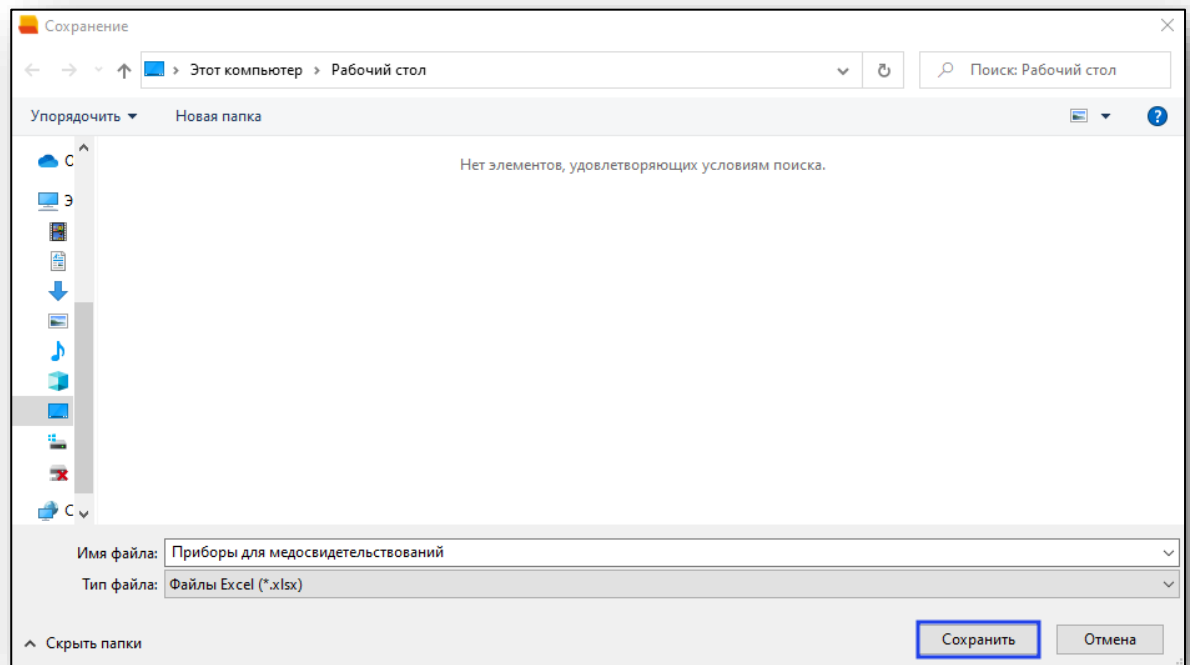 Сохранение
Этот компьютер › Рабочий стол
Поиск: Рабочий стол
Упорядочить Новая папка
О
Нет элементов, удовлетворяющих условиям поиска.
Э
С
Имя файла: Приборы для медосвидетельствований
Тип файла: Файлы Excel (*.xlsx)
Скрыть папки
Сохранить Отмена